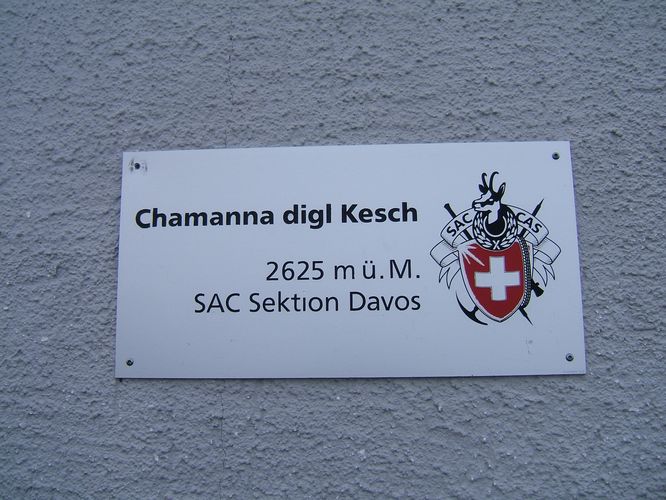 Chamanna digl Kesch
2625 m ü. M.
SAC Sektion Davos
SAC CAS